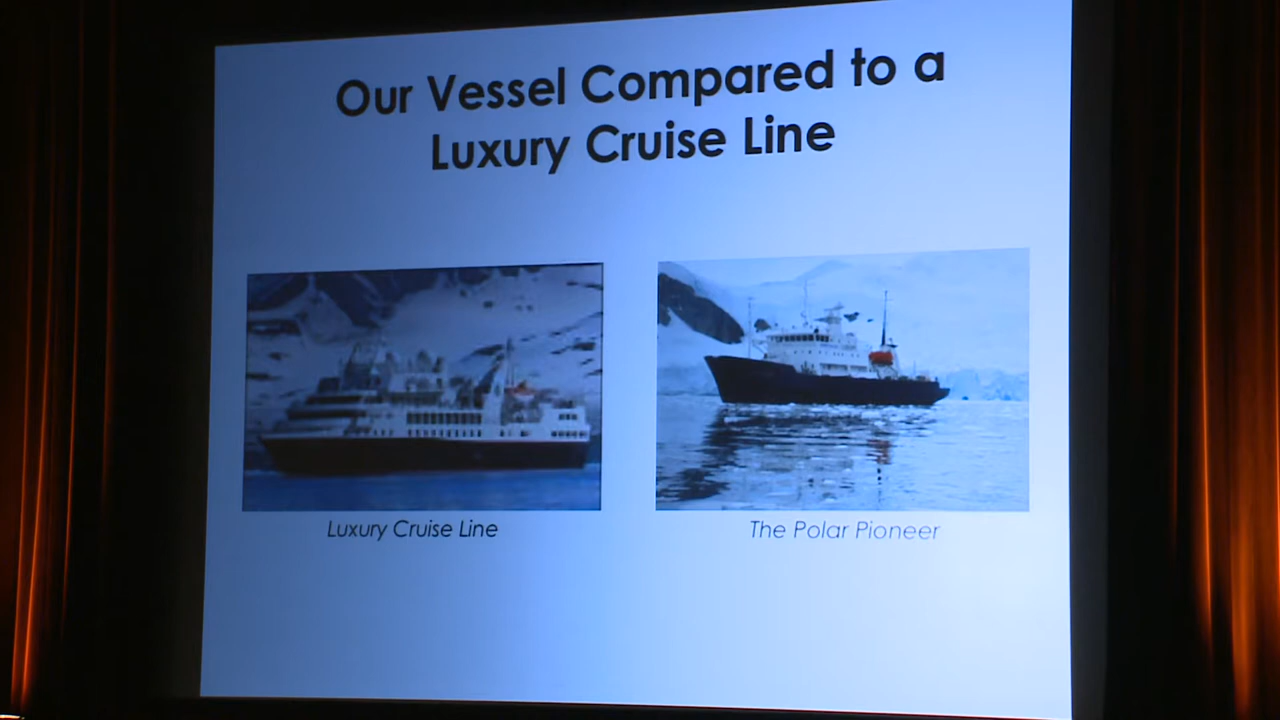 Our Vessel Compared to a
Luxury Cruise Line
Luxury Cruise Line
The Polar Pioneer